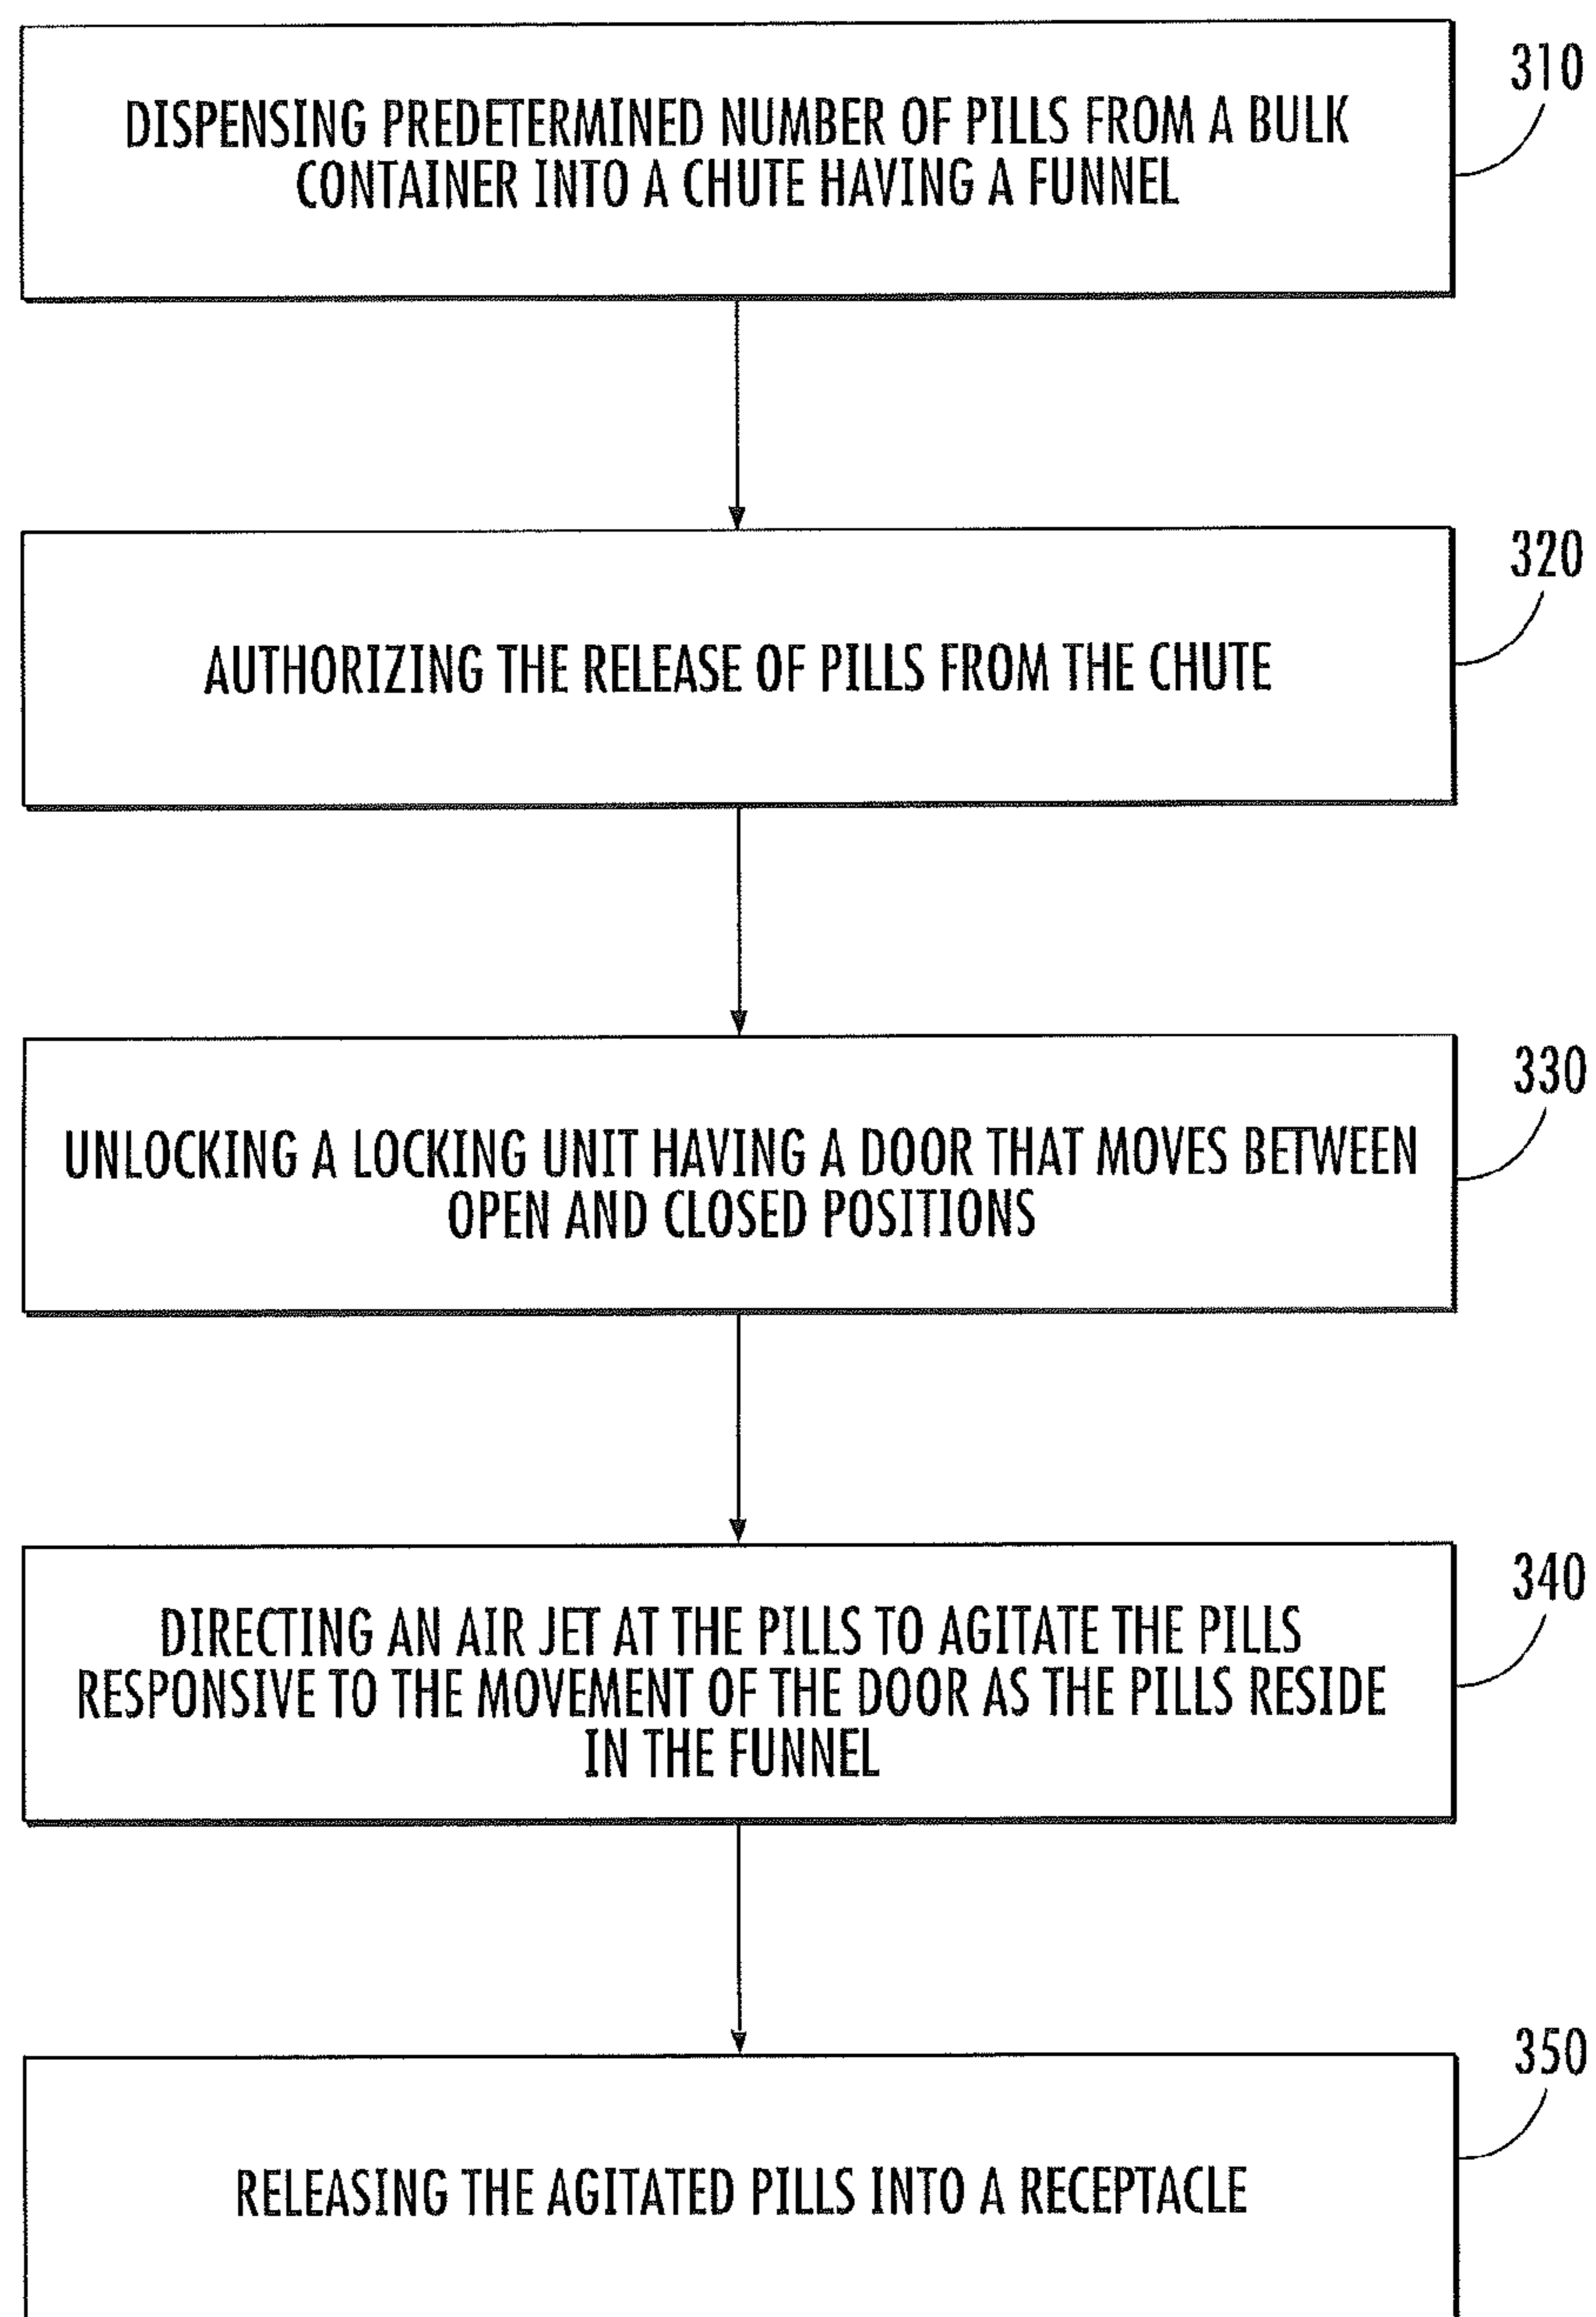 310
DISPENSING PREDETERMINED NUMBER OF PILLS FROM A BULK
CONTAINER INTO A CHUTE HAVING A FUNNEL
320
AUTHORIZING THE RELEASE OF PILLS FROM THE CHUTE
330
UNLOCKING A LOCKING UNIT HAVING A DOOR THAT MOVES BETWEEN
OPEN AND CLOSED POSITIONS
340
DIRECTING AN AIR JET AT THE PILLS TO AGITATE THE PILLS
RESPONSIVE TO THE MOVEMENT OF THE DOOR AS THE PILLS RESIDE
IN THE FUNNEL
350
RELEASING THE AGITATED PILLS INTO A RECEPTACLE